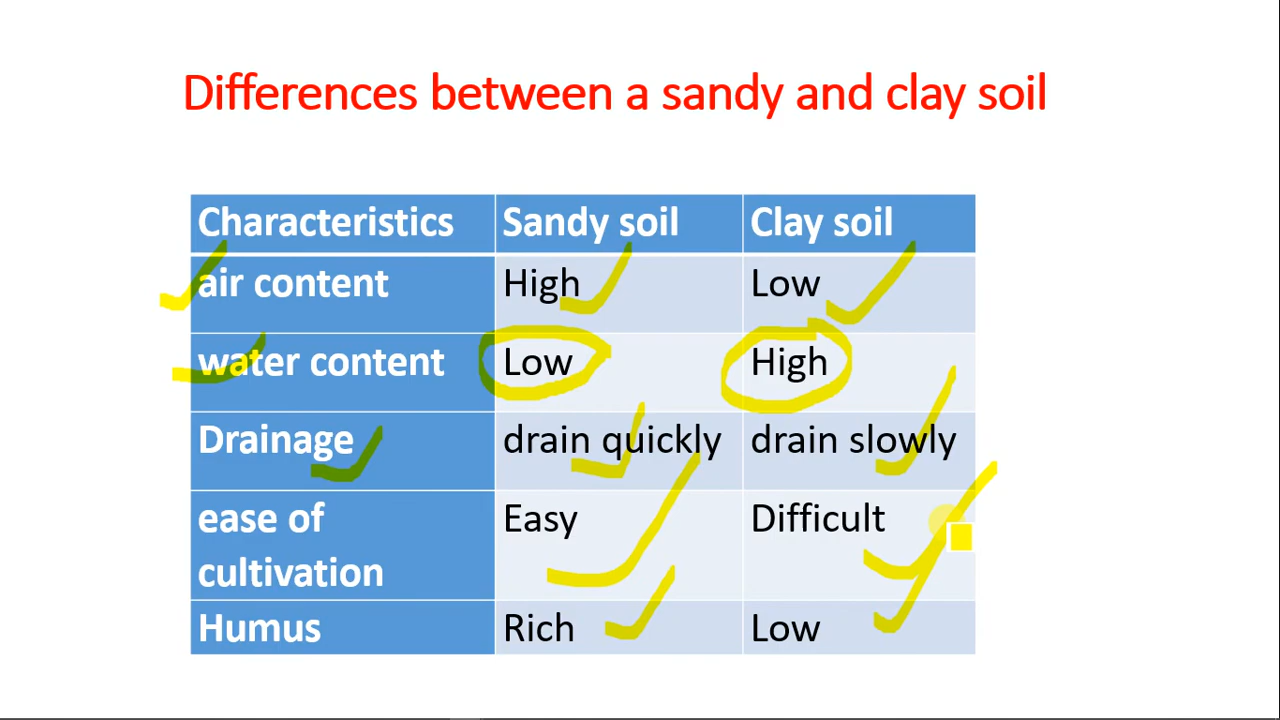 Differences between a sandy and clay soil
Characteristics Sandy soil Clay soil
air content High Low
water content Low High
Drainage drain quickly drain slowly
ease of cultivation Easy Difficult
Humus Rich Low